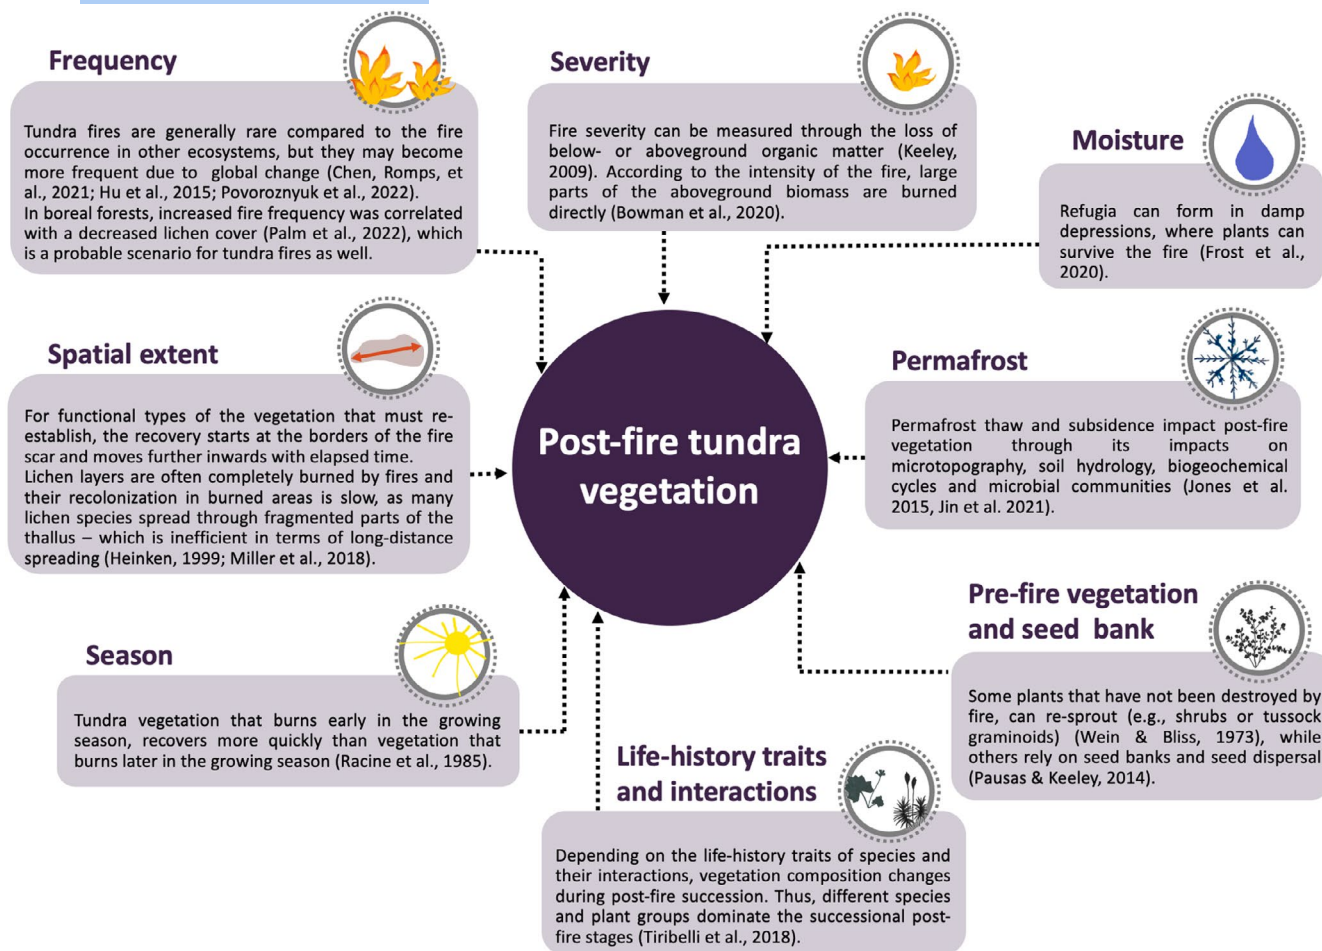 Frequency
Tundra fires are generally rare compared to the fire
occurrence in other ecosystems, but they may become
more frequent due to global change (Chen, Romps, et
al., 2021; Hu et al., 2015; Povoroznyuk et al., 2022).
In boreal forests, increased fire frequency was correlated
with a decreased lichen cover (Palm et al., 2022), which
is a probable scenario for tundra fires as well.
Severity
Fire severity can be measured through the loss of
below- or aboveground organic matter (Keeley,
2009). According to the intensity of the fire, large
parts of the aboveground biomass are burned
directly (Bowman et al., 2020).
Moisture
Refugia can form in damp
depressions, where plants can
survive the fire (Frost et al.,
2020).
Spatial extent
For functional types of the vegetation that must re-
establish, the recovery starts at the borders of the fire
scar and moves further inwards with elapsed time.
Lichen layers are often completely burned by fires and
their recolonization in burned areas is slow, as many
lichen species spread through fragmented parts of the
thallus – which is inefficient in terms of long-distance
spreading (Heinken, 1999; Miller et al., 2018).
Post-fire tundra
vegetation
Permafrost
Permafrost thaw and subsidence impact post-fire
vegetation through its impacts on
microtopography, soil hydrology, biogeochemical
cycles and microbial communities (Jones et al.
2015, Jin et al. 2021).
Season
Tundra vegetation that burns early in the growing
season, recovers more quickly than vegetation that
burns later in the growing season (Racine et al., 1985).
Life-history traits
and interactions
Depending on the life-history traits of species and
their interactions, vegetation composition changes
during post-fire succession. Thus, different species
and plant groups dominate the successional post-
fire stages (Tiribelli et al., 2018).
Pre-fire vegetation
and seed bank
Some plants that have not been destroyed by
fire, can re-sprout (e.g., shrubs or tussock
graminoids) (Wein & Bliss, 1973), while
others rely on seed banks and seed dispersal
(Pausas & Keeley, 2014).